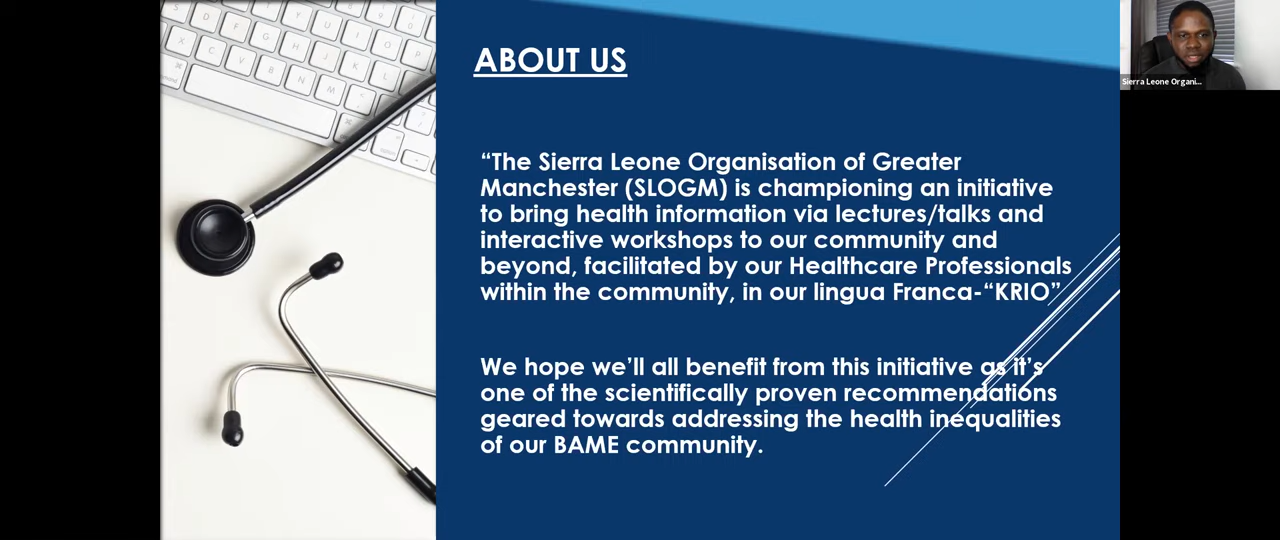 ABOUT US
“The Sierra Leone Organisation of Greater
Manchester (SLOGM) is championing an initiative
to bring health information via lectures/talks and
interactive workshops to our community and
beyond, facilitated by our Healthcare Professionals
within the community, in our lingua Franca-“KRIO”
We hope we’ll all benefit from this initiative as it’s
one of the scientifically proven recommendations
geared towards addressing the health inequalities
of our BAME community.
Sierra Leone Organi...